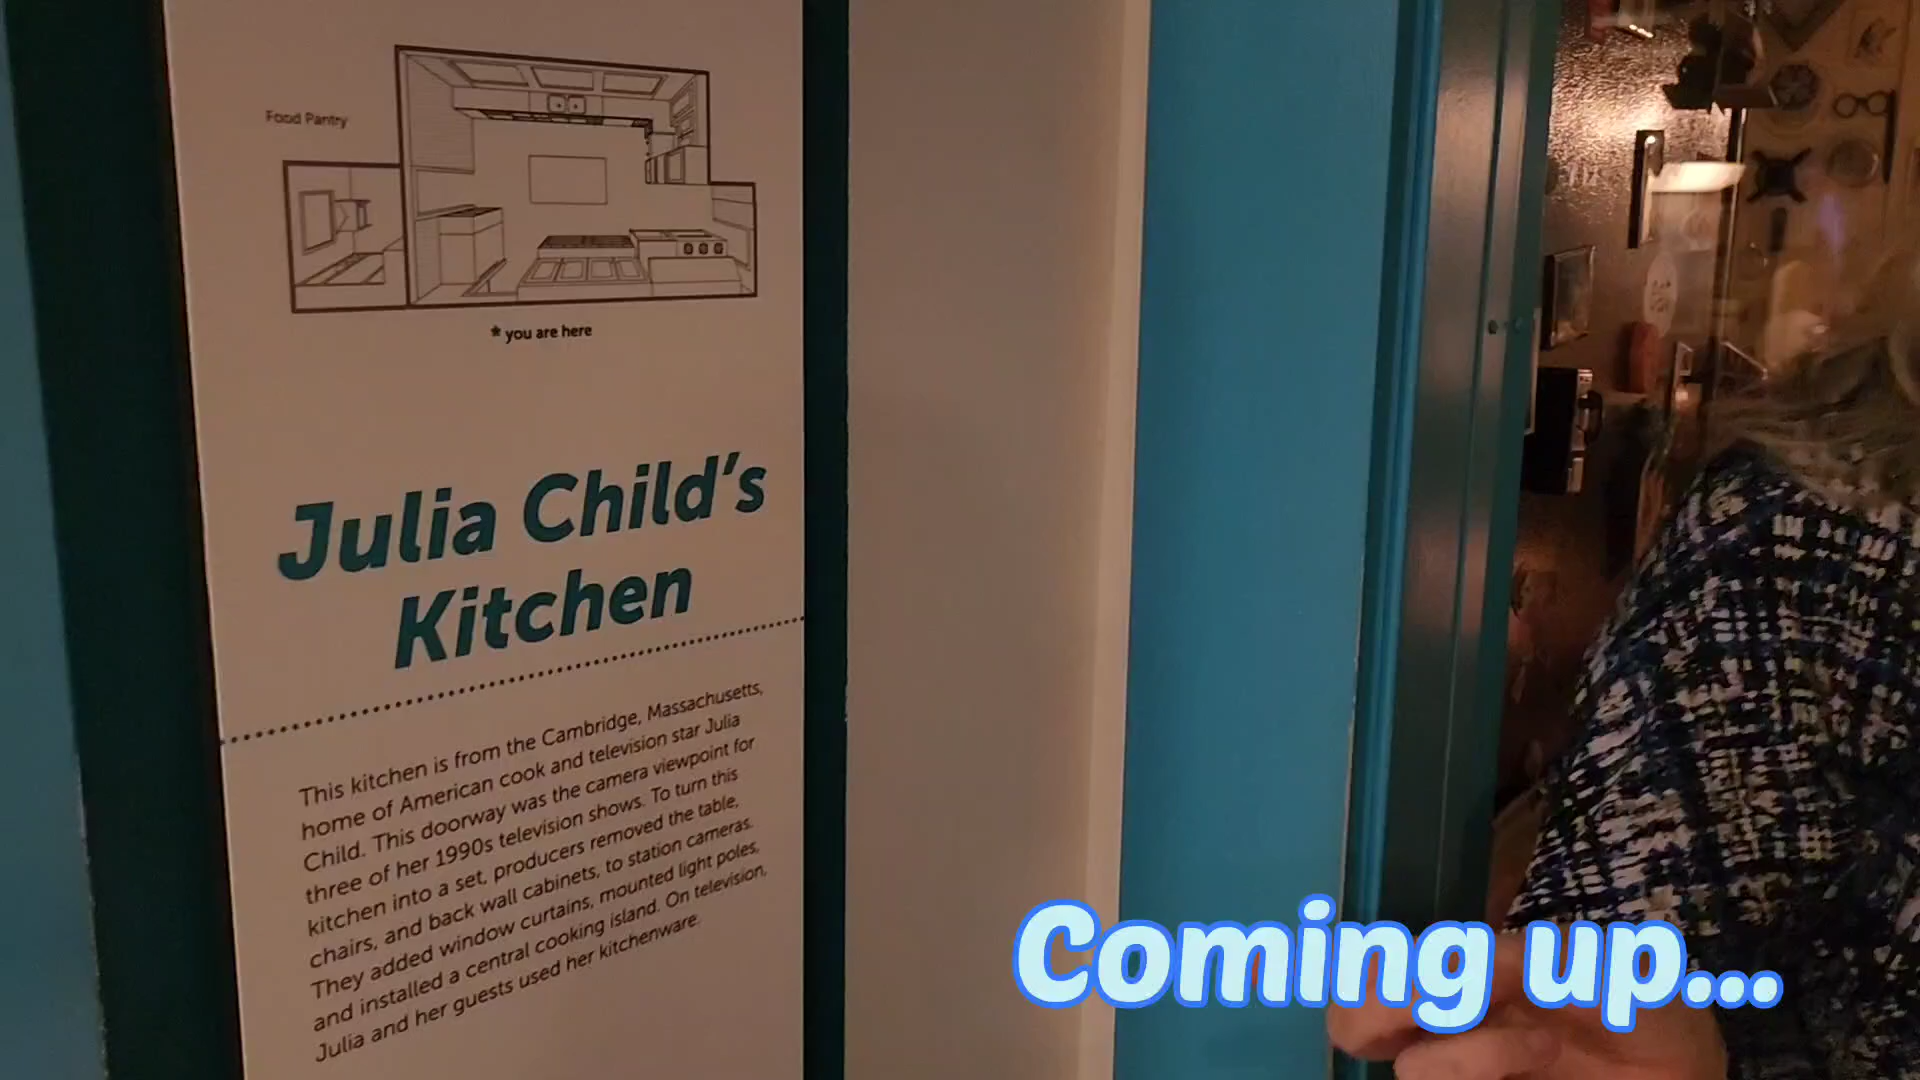 Food Pantry
* you are here
Julia Child's
Kitchen
This kitchen is from the Cambridge, Massachusetts,
home of American cook and television star Julia
Child. This doorway was the camera viewpoint for
three of her 1990s television shows. To turn this
kitchen into a set, producers removed the table,
chairs, and back wall cabinets, to station cameras.
They added window curtains, mounted light poles,
and installed a central cooking island. On television,
Julia and her guests used her kitchenware.
Coming up...